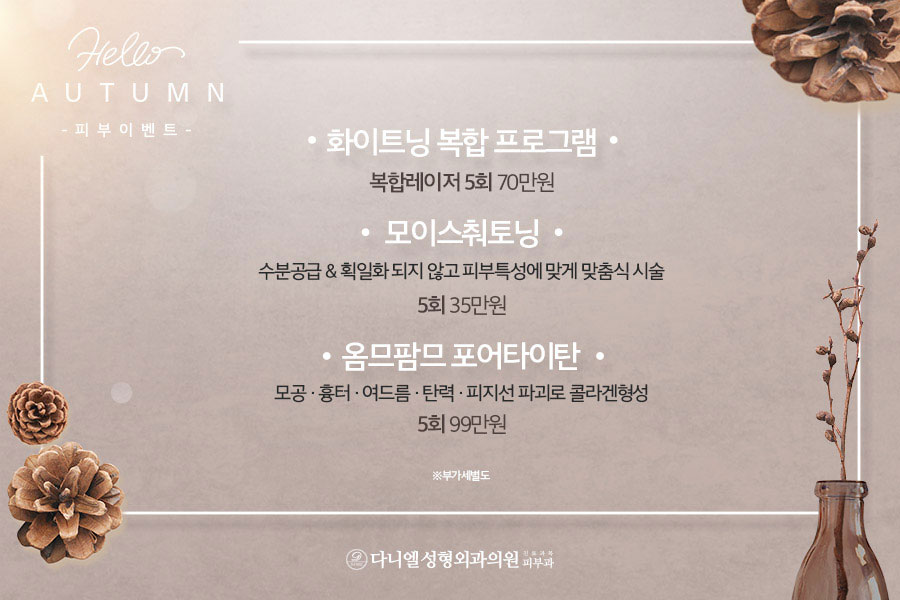 Hello
AUTUMN
- 피부이벤트 -
• 화이트닝 복합 프로그램 •
복합레이저 5회 70만원
• 모이스춰토닝 •
수분공급 & 획일화 되지 않고 피부특성에 맞게 맞춤식 시술
5회 35만원
• 옴므팜므 포어타이탄 •
모공 · 흉터 · 여드름 · 탄력 · 피지선 파괴로 콜라겐형성
5회 99만원
※부가세별도
다니엘성형외과의원 진료과목 피부과